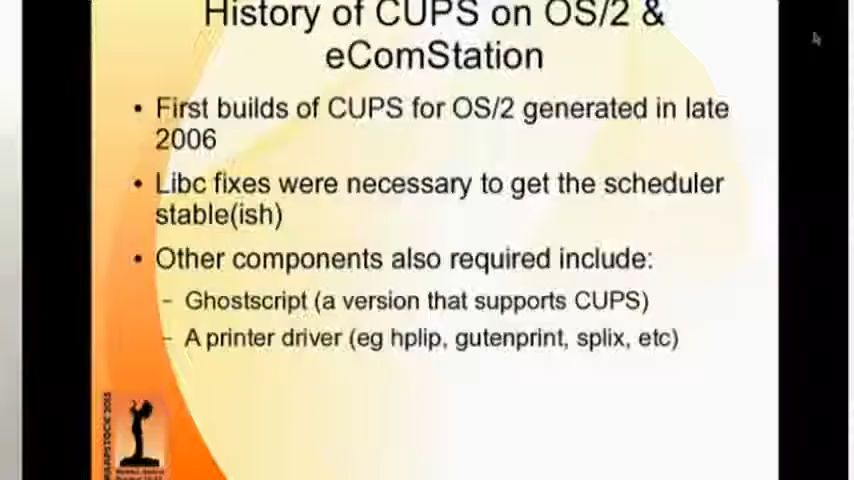 History of CUPS on OS/2 &
eComStation
• First builds of CUPS for OS/2 generated in late
2006
• Libc fixes were necessary to get the scheduler
stable(ish)
• Other components also required include:
– Ghostscript (a version that supports CUPS)
– A printer driver (eg hplip, gutenprint, splix, etc)
WARPSTOCK 2013